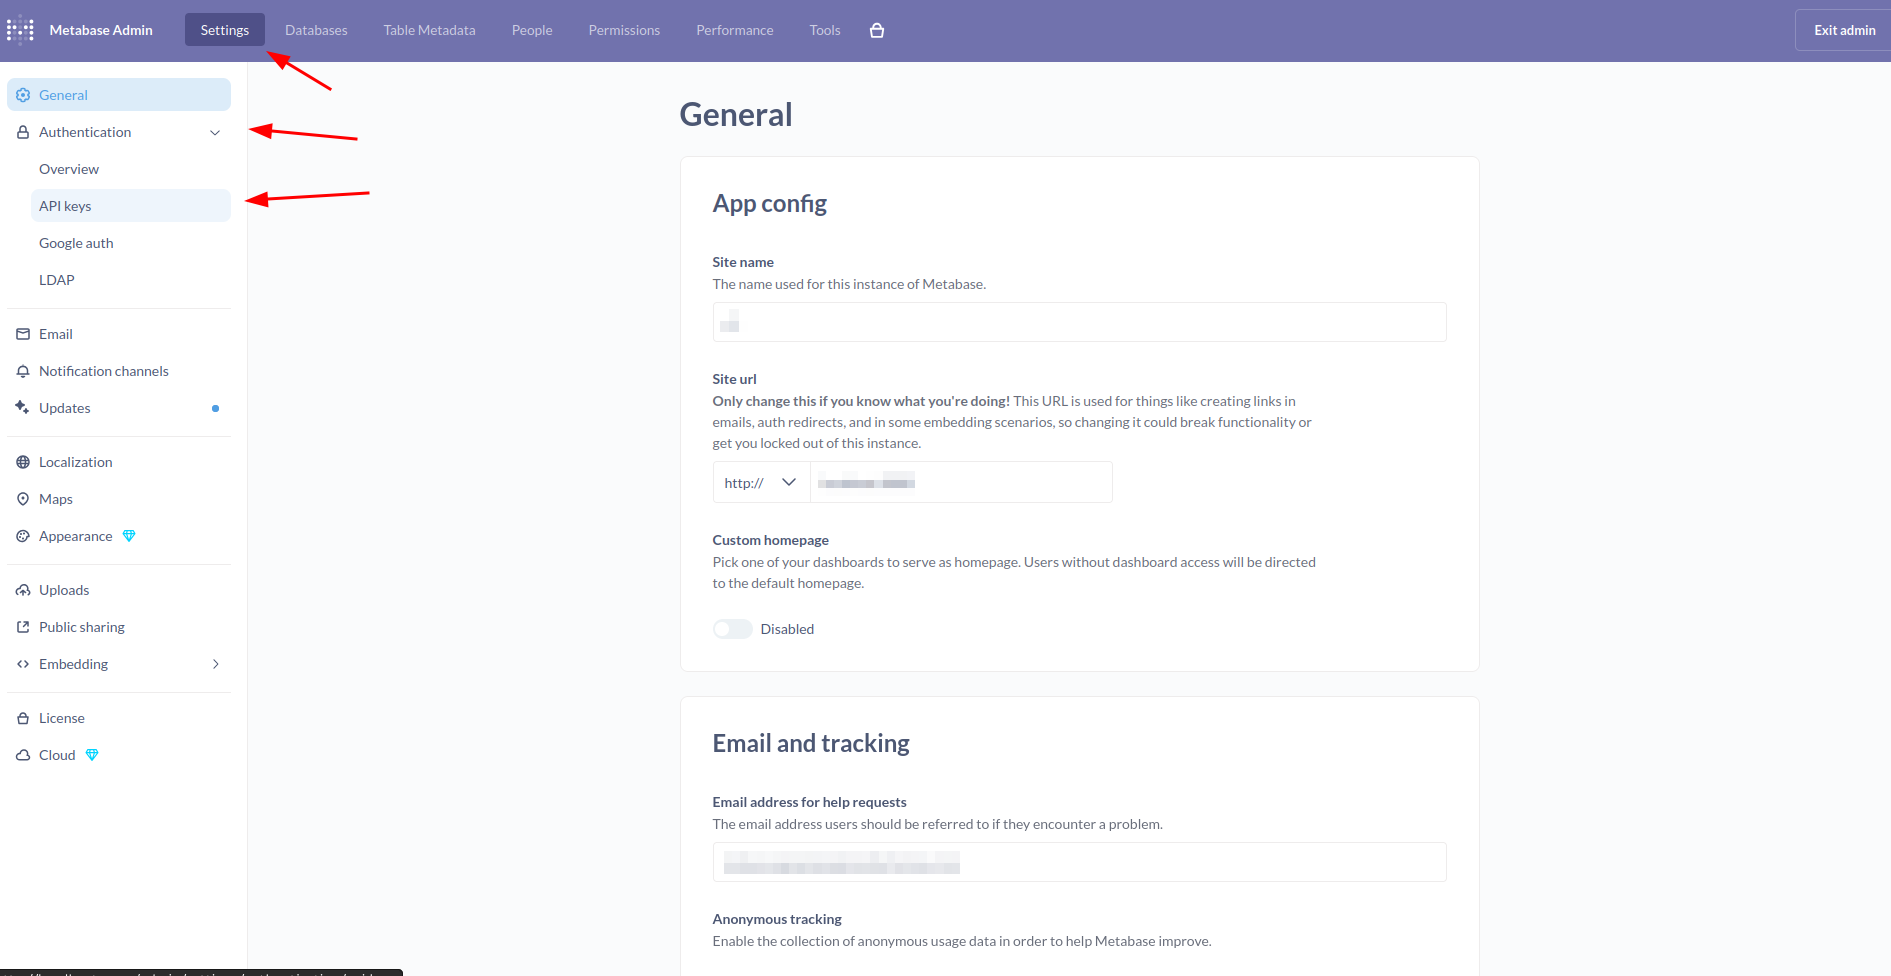 Metabase Admin
Settings
Databases
Table Metadata
People
Permissions
Performance
Tools
Exit admin
General
Authentication
Overview
API keys
Google auth
LDAP
Email
Notification channels
Updates
Localization
Maps
Appearance
Uploads
Public sharing
Embedding
License
Cloud
General
App config
Site name
The name used for this instance of Metabase.
Site url
Only change this if you know what you're doing! This URL is used for things like creating links in
emails, auth redirects, and in some embedding scenarios, so changing it could break functionality or
get you locked out of this instance.
http://
Custom homepage
Pick one of your dashboards to serve as homepage. Users without dashboard access will be directed
to the default homepage.
Disabled
Email and tracking
Email address for help requests
The email address users should be referred to if they encounter a problem.
Anonymous tracking
Enable the collection of anonymous usage data in order to help Metabase improve.